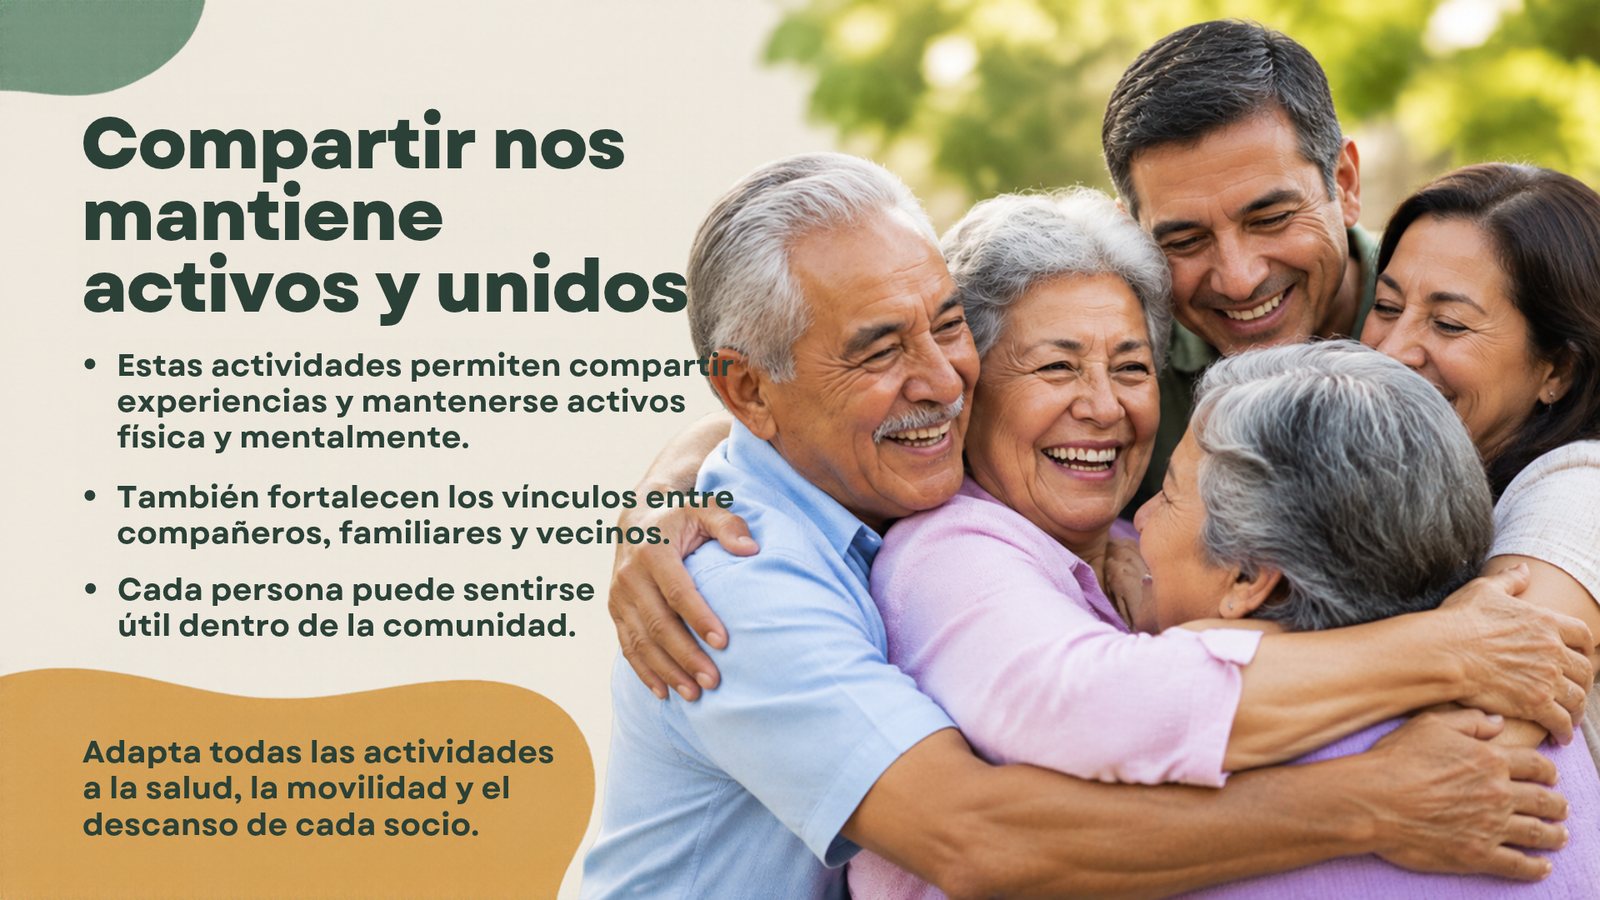 Compartir nos
mantiene
activos y unidos
• Estas actividades permiten compartir
experiencias y mantenerse activos
física y mentalmente.
• También fortalecen los vínculos entre
compañeros, familiares y vecinos.
• Cada persona puede sentirse
útil dentro de la comunidad.
Adapta todas las actividades
a la salud, la movilidad y el
descanso de cada socio.